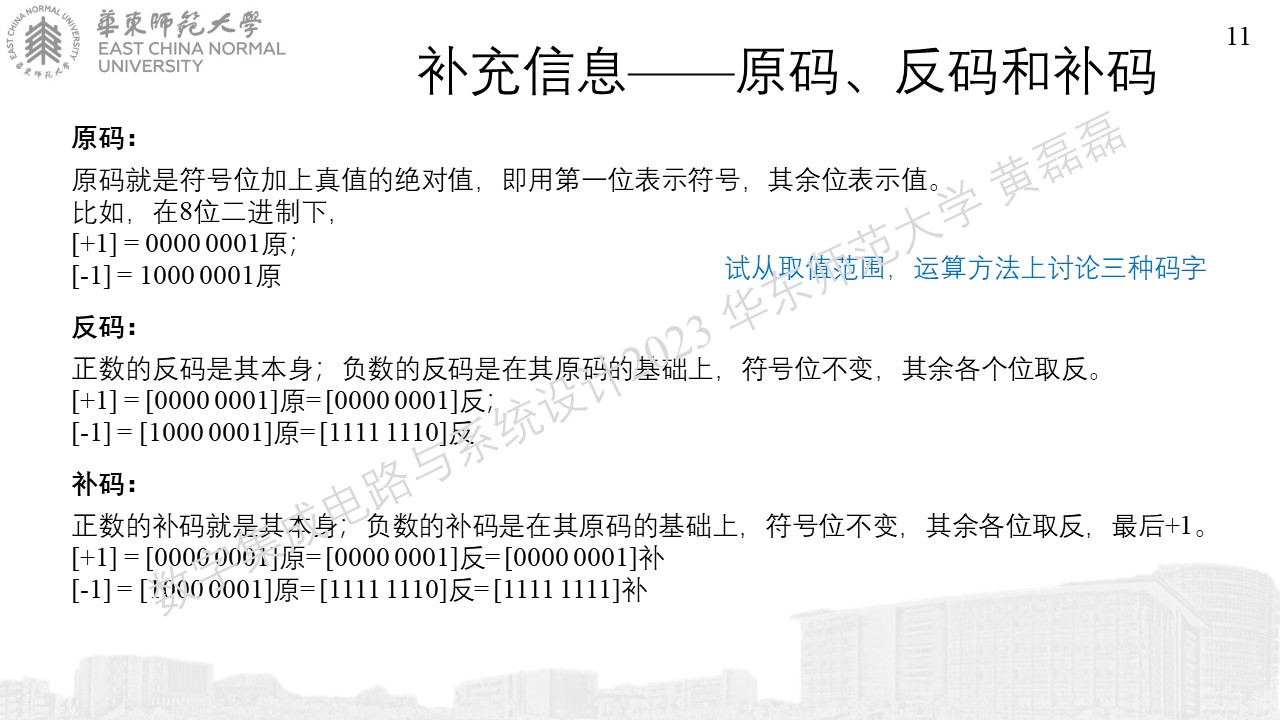 華東師範大學
EAST CHINA NORMAL
UNIVERSITY
11
补充信息——原码、反码和补码
原码：
原码就是符号位加上真值的绝对值，即用第一位表示符号，其余位表示值。
比如，在8位二进制下，
[+1] = 0000 0001原；
[-1] = 1000 0001原
试从取值范围，运算方法上讨论三种码字
反码：
正数的反码是其本身；负数的反码是在其原码的基础上，符号位不变，其余各个位取反。
[+1] = [0000 0001]原= [0000 0001]反；
[-1] = [1000 0001]原= [1111 1110]反
补码：
正数的补码就是其本身；负数的补码是在其原码的基础上，符号位不变，其余各位取反，最后+1。
[+1] = [0000 0001]原= [0000 0001]反= [0000 0001]补
[-1] = [1000 0001]原= [1111 1110]反= [1111 1111]补
数字集成电路与系统设计2023 华东师范大学 黄磊磊
EAST CHINA NORMAL UNIVERSITY
華東師範大學